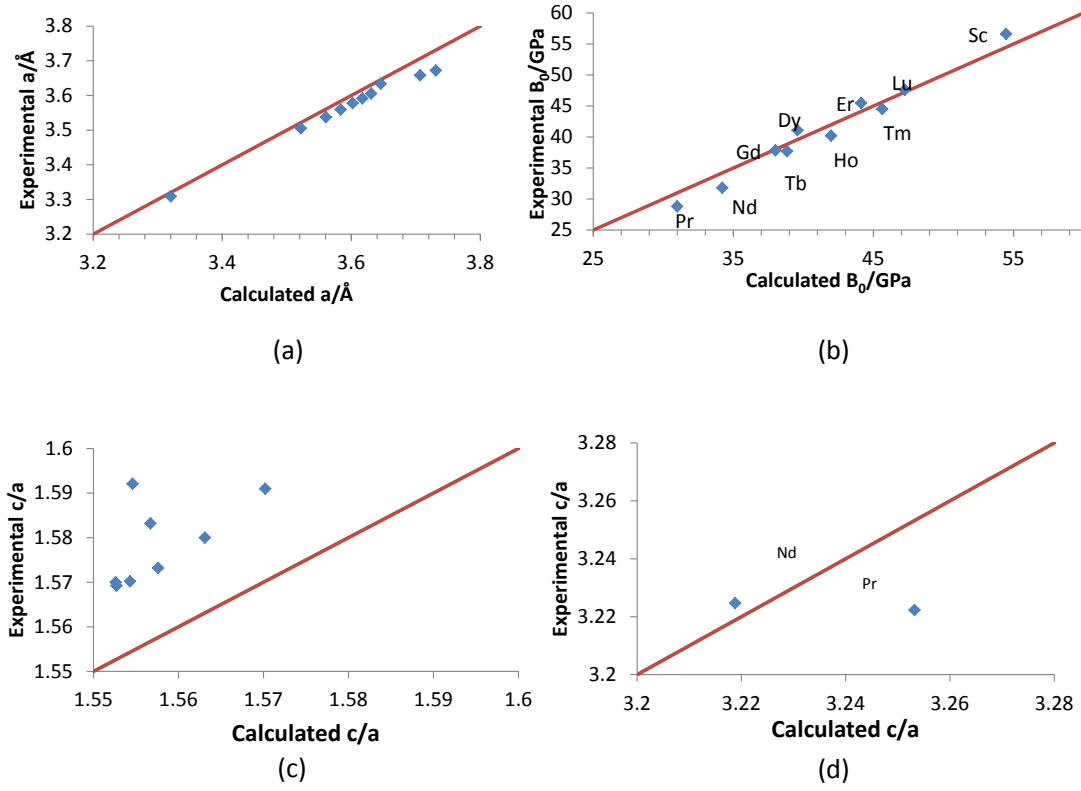 3.8
3.7
3.6
3.5
3.4
3.3
3.2
Experimental a/Å
3.2 3.4 3.6 3.8
Calculated a/Å
(a)
60
55
50
45
40
35
30
25
Experimental B0/GPa
Sc
Lu
Er
Tm
Dy
Ho
Gd
Tb
Nd
Pr
25 35 45 55
Calculated B0/GPa
(b)
1.6
1.59
1.58
1.57
1.56
1.55
Experimental c/a
1.55 1.56 1.57 1.58 1.59 1.6
Calculated c/a
(c)
3.28
3.26
3.24
3.22
3.2
Experimental c/a
Nd
Pr
3.2 3.22 3.24 3.26 3.28
Calculated c/a
(d)